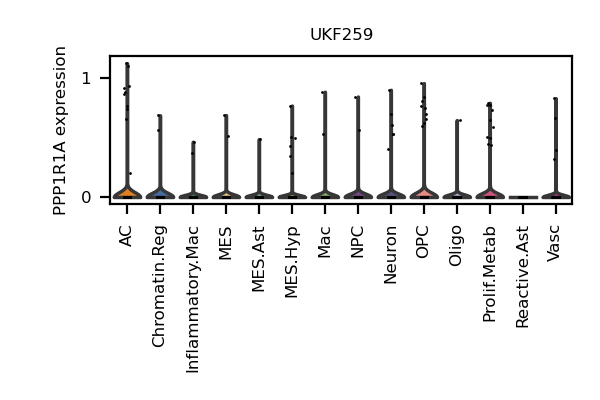 UKF259
PPP1R1A expression
1
0
AC
Chromatin.Reg
Inflammatory.Mac
MES
MES.Ast
MES.Hyp
Mac
NPC
Neuron
OPC
Oligo
Prolif.Metab
Reactive.Ast
Vasc